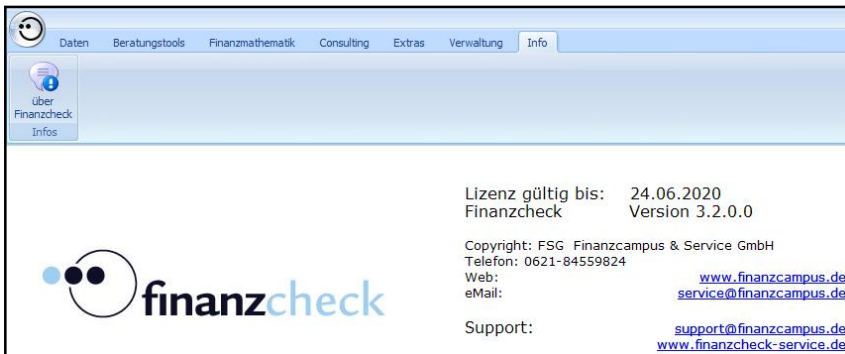 Daten Beratungstools Finanzmathematik Consulting Extras Verwaltung Info
über
Finanzcheck
Infos
Lizenz gültig bis: 24.06.2020
Finanzcheck Version 3.2.0.0
Copyright: FSG Finanzcampus & Service GmbH
Telefon: 0621-84559824
Web: www.finanzcampus.de
eMail: service@finanzcampus.de
finanzcheck
Support: support@finanzcampus.de
www.finanzcheck-service.de